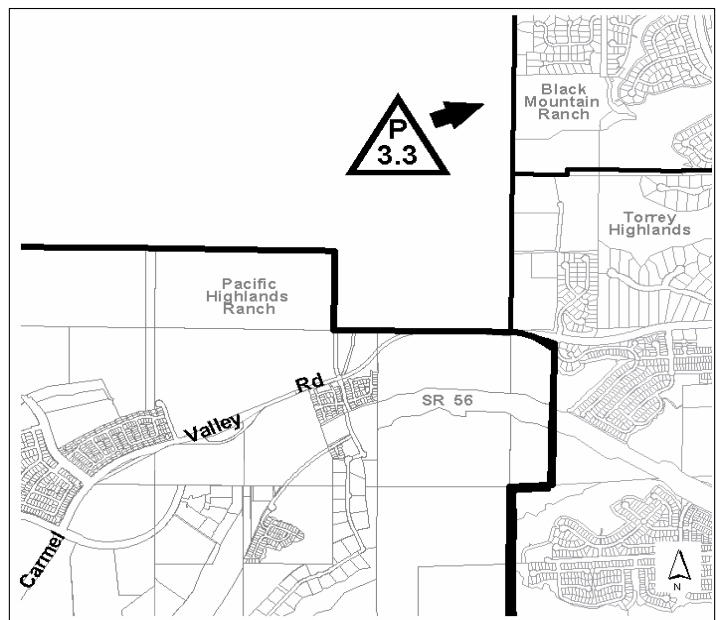 Black
Mountain
Ranch
P
3.3
Torrey
Highlands
Pacific
Highlands
Ranch
Carmel Valley Rd
SR 56
N